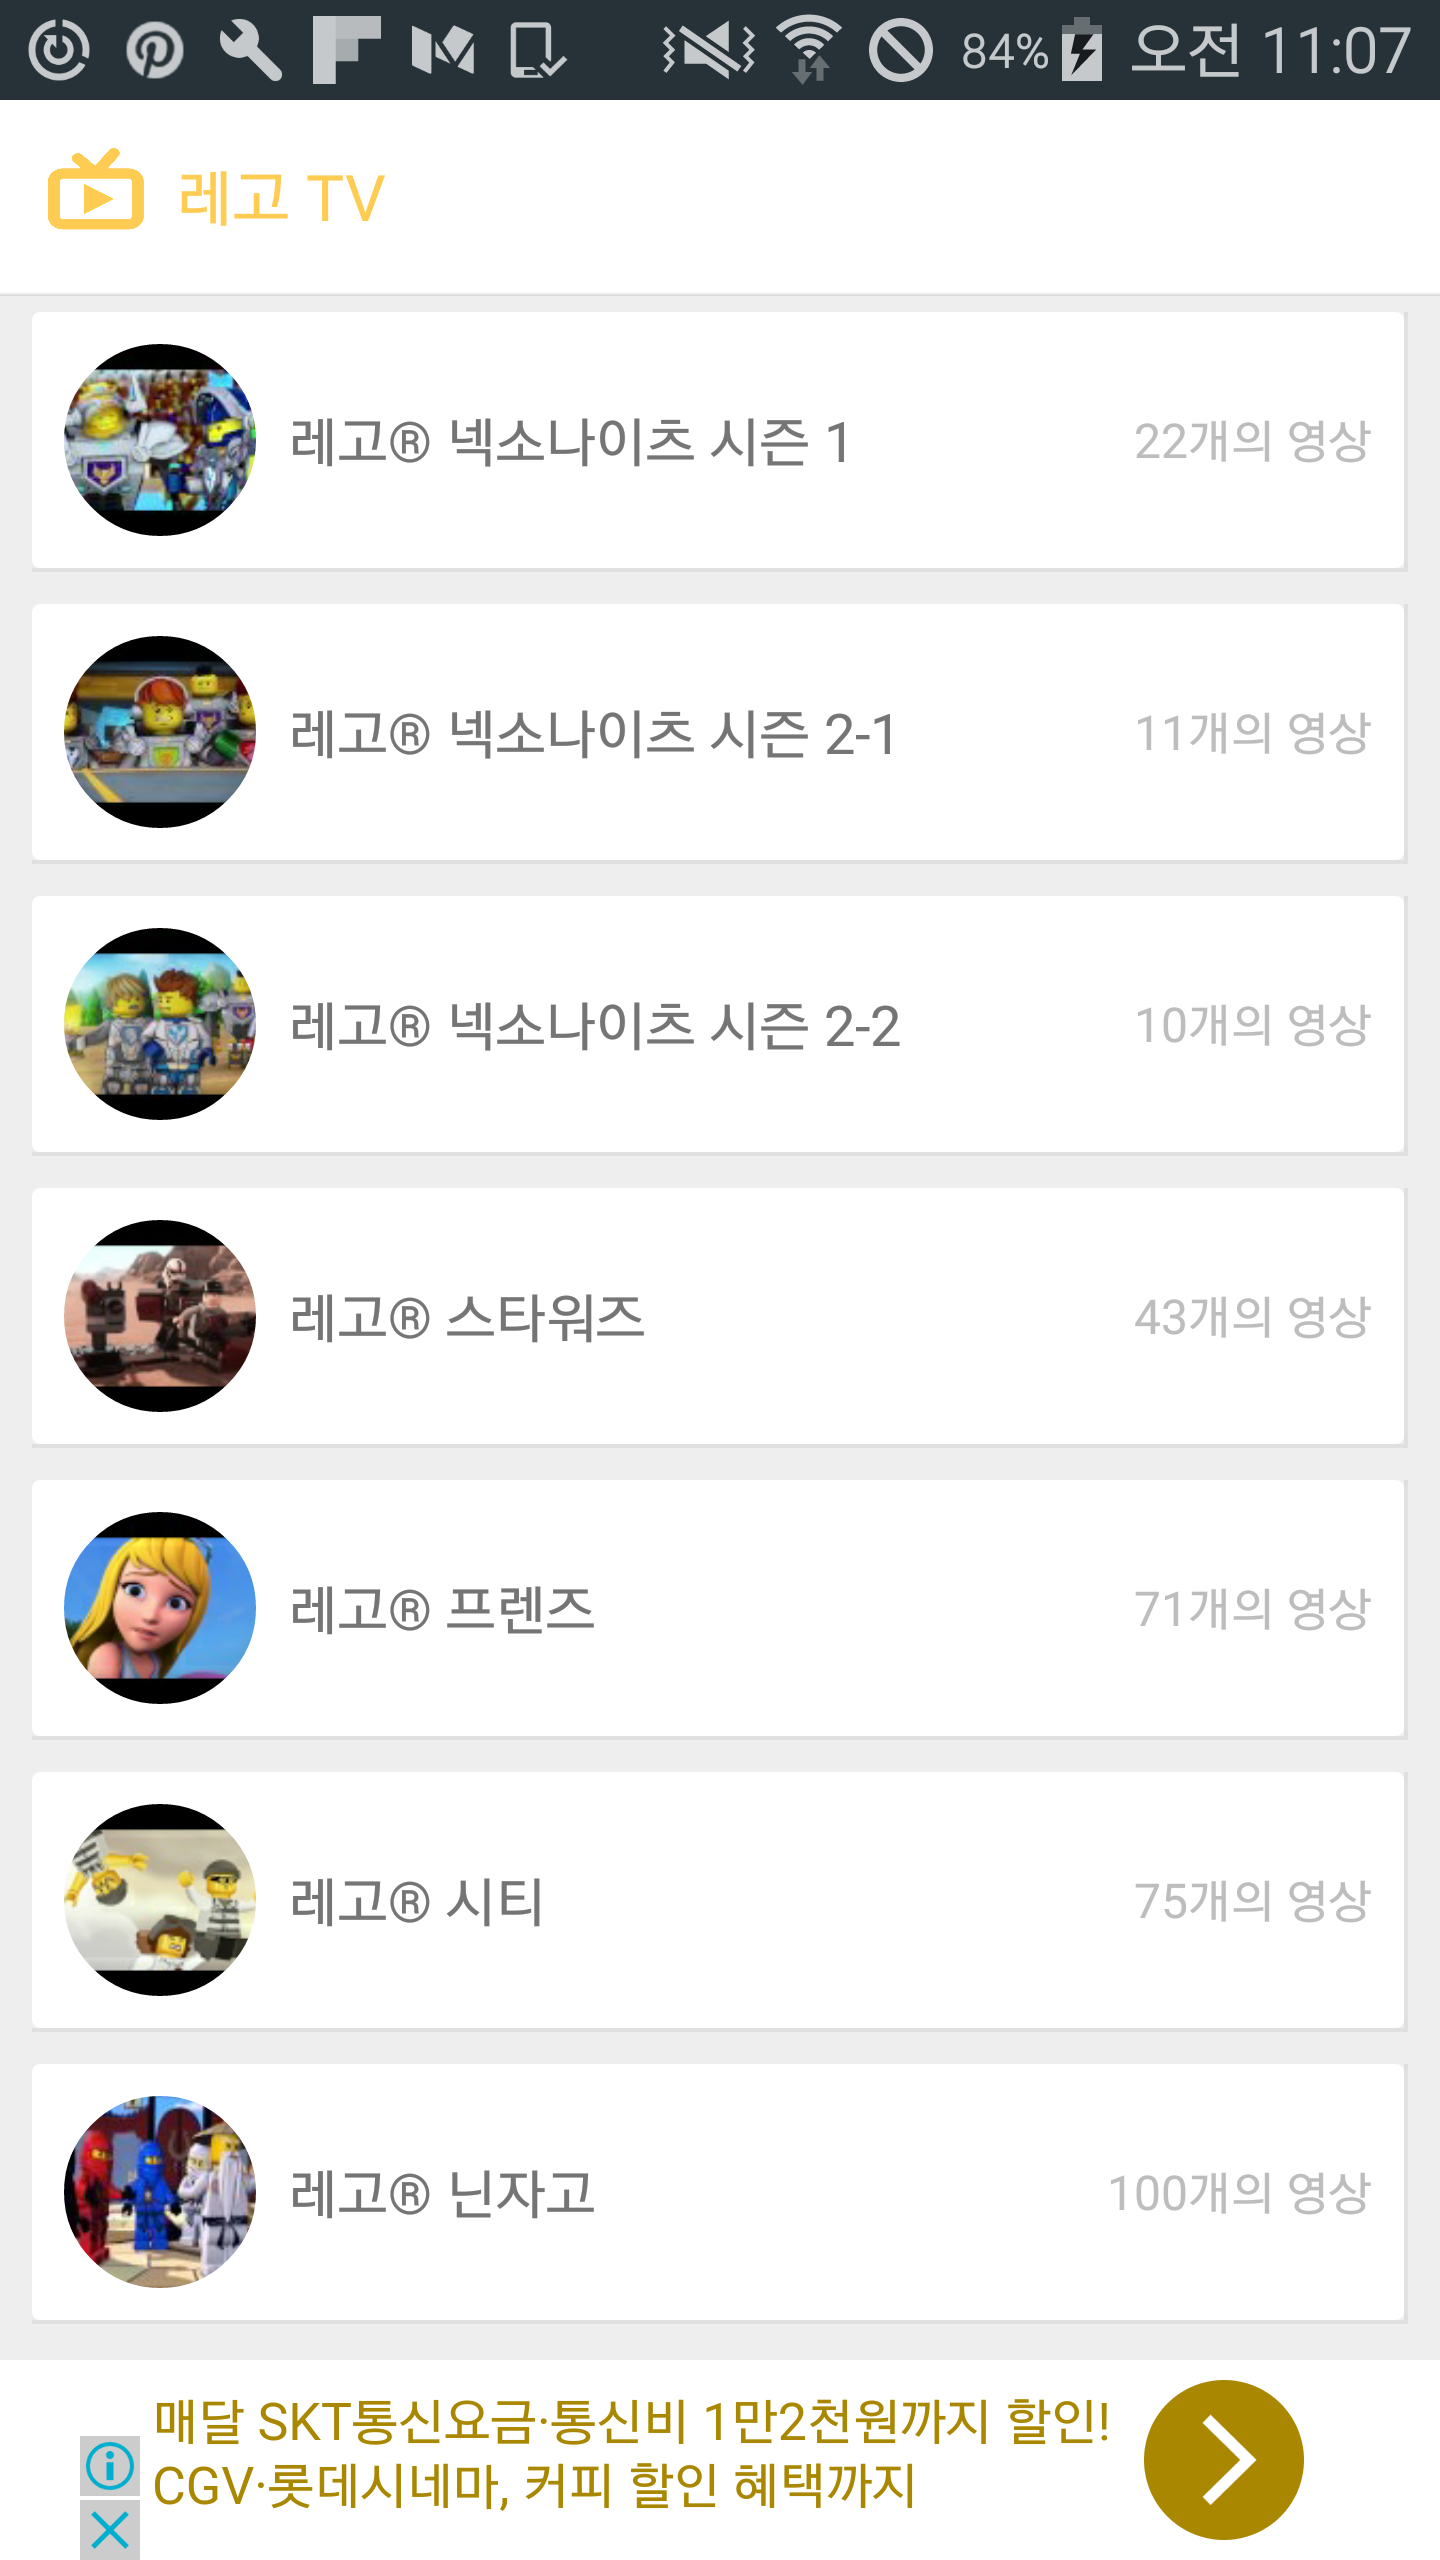 84% 오전 11:07
레고 TV
레고® 넥소나이츠 시즌 1 22개의 영상
레고® 넥소나이츠 시즌 2-1 11개의 영상
레고® 넥소나이츠 시즌 2-2 10개의 영상
레고® 스타워즈 43개의 영상
레고® 프렌즈 71개의 영상
레고® 시티 75개의 영상
레고® 닌자고 100개의 영상
매달 SKT통신요금·통신비 1만2천원까지 할인!
CGV·롯데시네마, 커피 할인 혜택까지